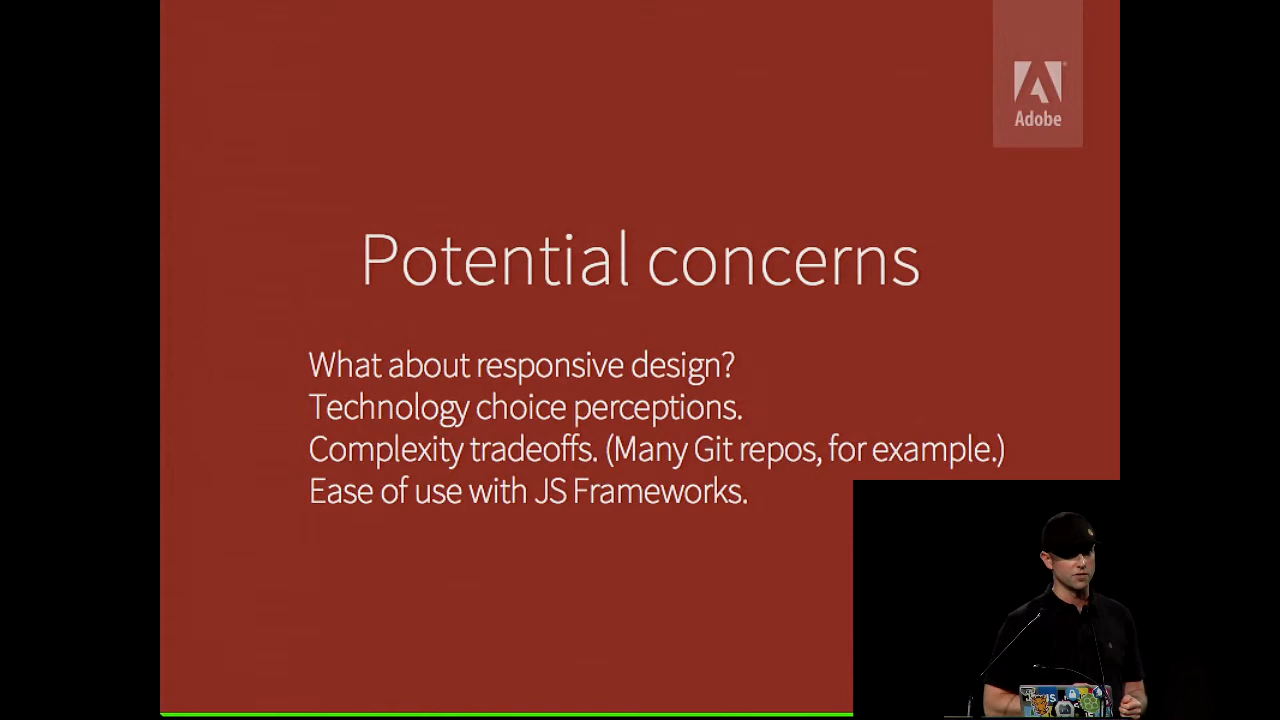 Adobe
Potential concerns
What about responsive design?
Technology choice perceptions.
Complexity tradeoffs. (Many Git repos, for example.)
Ease of use with JS Frameworks.